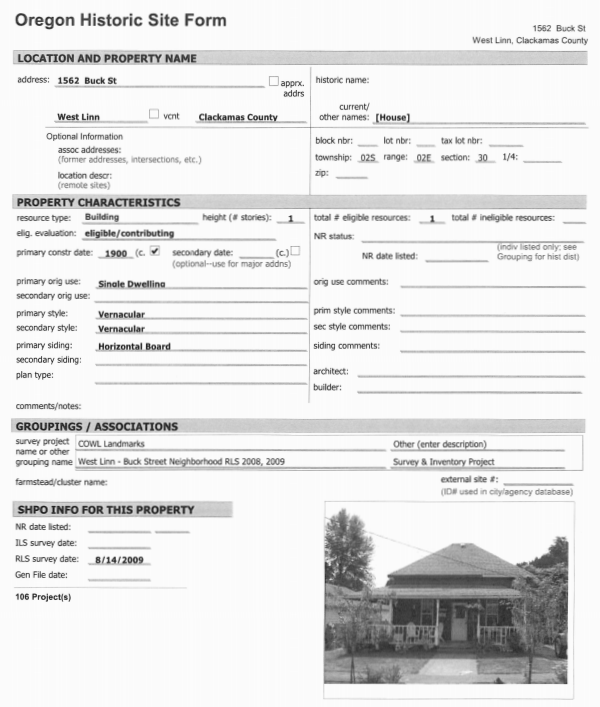 Oregon Historic Site Form
1562 Buck St
West Linn, Clackamas County
LOCATION AND PROPERTY NAME
address: 1562 Buck St
apprx. addrs
historic name:
West Linn
vcnt
Clackamas County
current/ other names: [House]
Optional Information
assoc addresses:
(former addresses, intersections, etc.)
location descr:
(remote sites)
block nbr: lot nbr: tax lot nbr:
township: 02S range: 02E section: 30 1/4:
zip:
PROPERTY CHARACTERISTICS
resource type: Building height (# stories): 1
total # eligible resources: 1 total # ineligible resources:
elig. evaluation: eligible/contributing
NR status:
primary constr date: 1900 (c. ) secondary date: (c.)
(optional--use for major addns)
NR date listed:
(indiv listed only; see
Grouping for hist dist)
primary orig use: Single Dwelling
orig use comments:
secondary orig use:
primary style: Vernacular
prim style comments:
secondary style: Vernacular
sec style comments:
primary siding: Horizontal Board
siding comments:
secondary siding:
plan type:
architect:
builder:
comments/notes:
GROUPINGS / ASSOCIATIONS
survey project
name or other
grouping name
COWL Landmarks
Other (enter description)
West Linn - Buck Street Neighborhood RLS 2008, 2009
Survey & Inventory Project
farmstead/cluster name:
external site #:
(ID# used in city/agency database)
SHPO INFO FOR THIS PROPERTY
NR date listed:
ILS survey date:
RLS survey date: 8/14/2009
Gen File date:
106 Project(s)